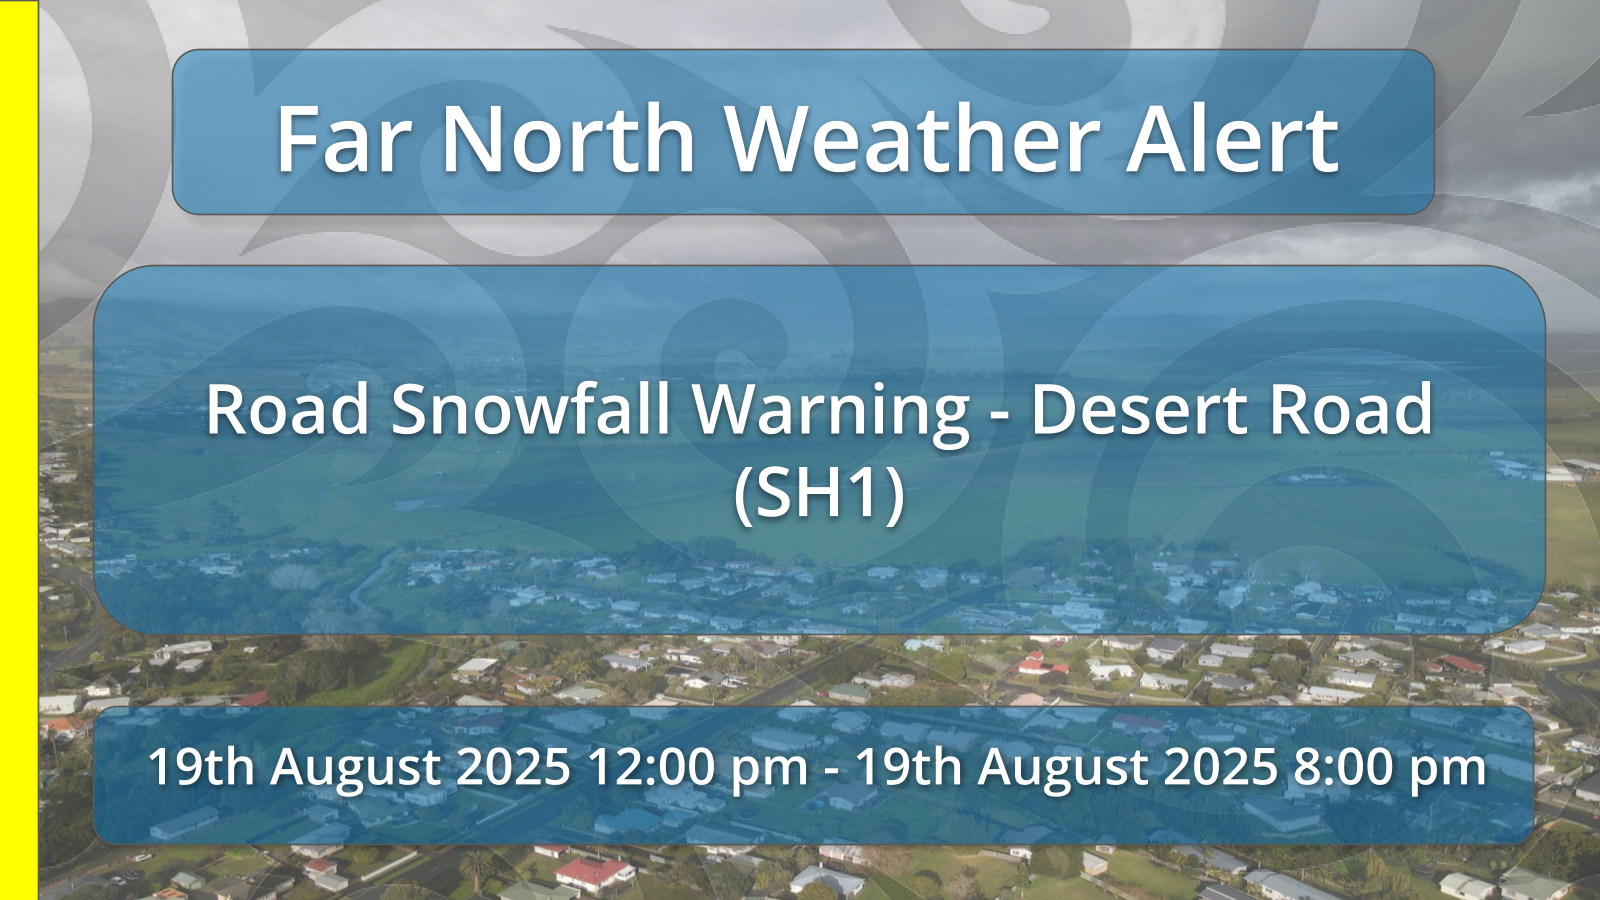 Far North Weather Alert
Road Snowfall Warning - Desert Road
(SH1)
19th August 2025 12:00 pm - 19th August 2025 8:00 pm